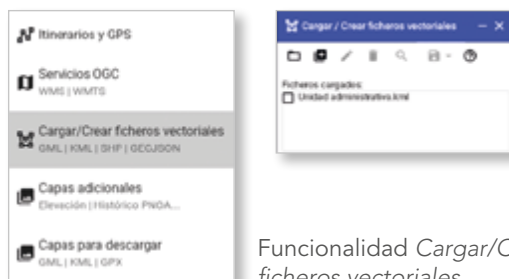 Itinerarios y GPS
Servicios OGC
WMS | WMTS
Cargar/Crear ficheros vectoriales
GML | KML | SHP | GEOJSON
Capas adicionales
Elevación | Histórico PNOA...
Capas para descargar
GML | KML | GPX
Cargar / Crear ficheros vectoriales
Ficheros cargados:
Unidad administrativa.kml
Funcionalidad Cargar/C
ficheros vectoriales